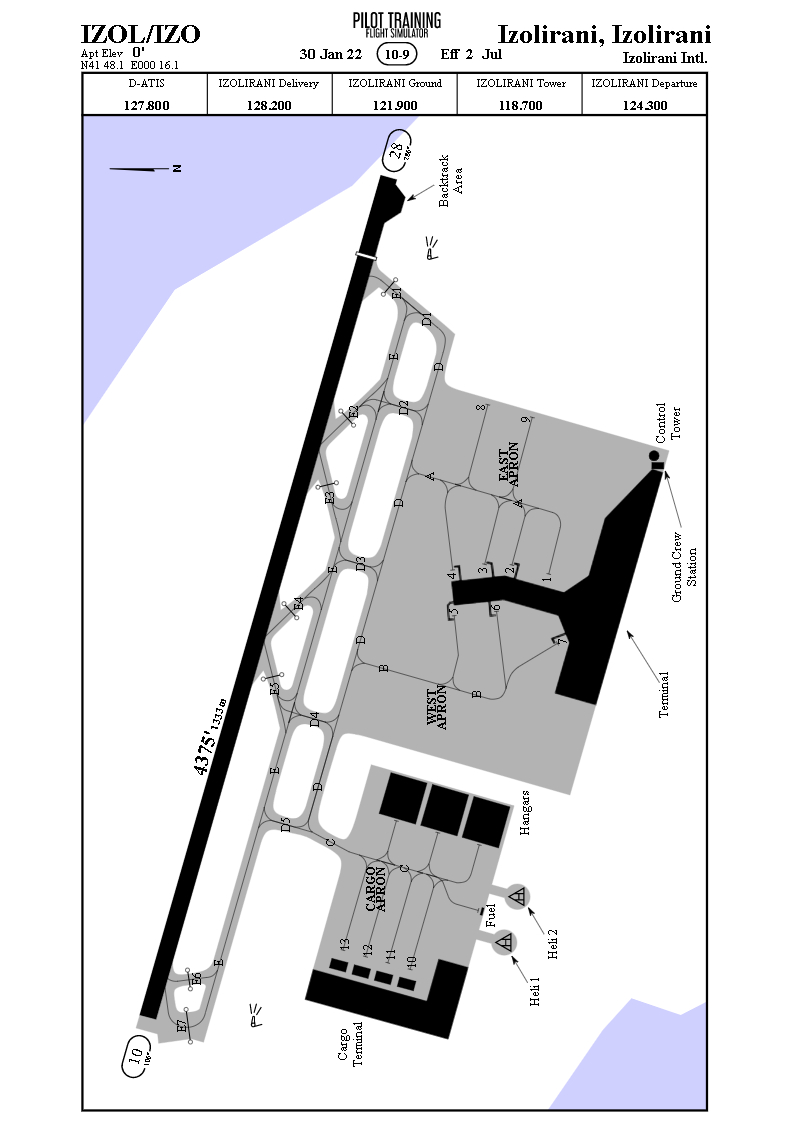 IZOL/IZO
Apt Elev 0'
N41 48.1 E000 16.1
PILOT TRAINING
FLIGHT SIMULATOR
30 Jan 22 10-9 Eff 2 Jul
Izolirani, Izolirani
Izolirani Intl.
D-ATIS
127.800
IZOLIRANI Delivery
128.200
IZOLIRANI Ground
121.900
IZOLIRANI Tower
118.700
IZOLIRANI Departure
124.300
N
28
286°
Backtrack
Area
E1
D1
E
D
E2
D2
8
9
Control
Tower
EAST
APRON
A
A
D
E3
E
D3
4
3
2
1
Ground Crew
Station
E4
5
6
7
D
B
B
WEST
APRON
Terminal
E5
D4
4375' 1333m
E
D
D5
C
Hangars
C
CARGO
APRON
Fuel
H
Heli 2
H
Heli 1
13
12
11
10
E
E6
E7
Cargo
Terminal
10
106°